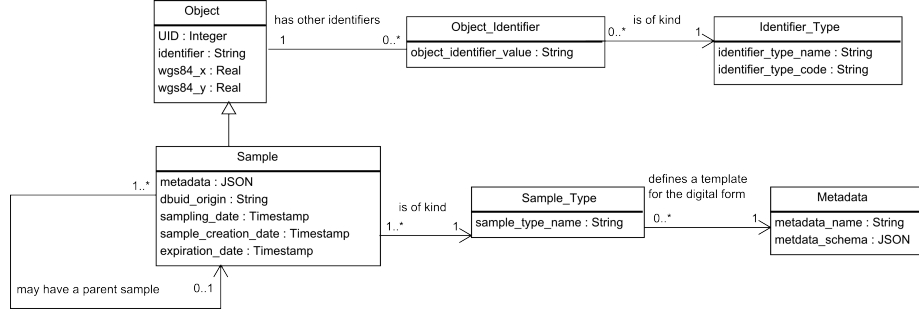 Object
UID : Integer
identifier : String
wgs84_x : Real
wgs84_y : Real
has other identifiers
1
0..*
Object_Identifier
object_identifier_value : String
is of kind
0..*
1
Identifier_Type
identifier_type_name : String
identifier_type_code : String
Sample
metadata : JSON
dbuid_origin : String
sampling_date : Timestamp
sample_creation_date : Timestamp
expiration_date : Timestamp
1..*
may have a parent sample
0..1
is of kind
1..*
1
Sample_Type
sample_type_name : String
defines a template
for the digital form
0..*
1
Metadata
metadata_name : String
metdata_schema : JSON